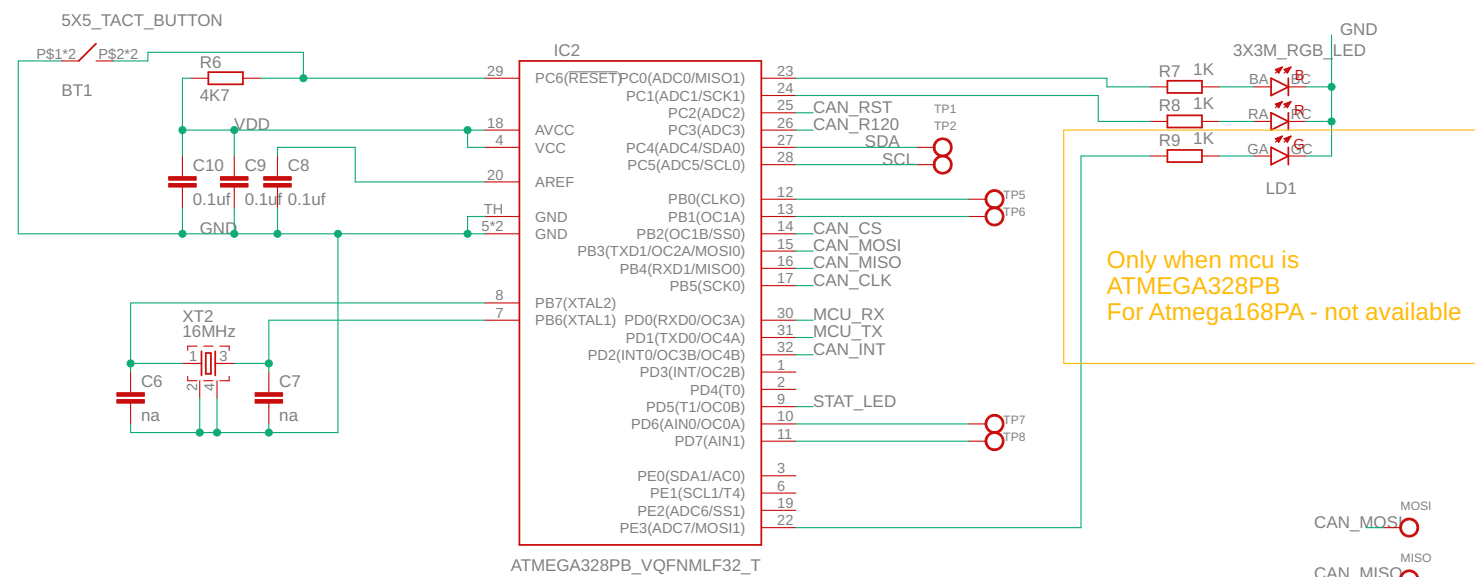 5X5_TACT_BUTTON
P$1*2
P$2*2
BT1
R6
4K7
VDD
C10
C9
C8
0.1uf
0.1uf
0.1uf
GND
XT2
16MHz
1
3
2
4
C6
na
C7
na
IC2
29
PC6(RESET)
18
AVCC
4
VCC
20
AREF
TH
GND
5*2
GND
8
PB7(XTAL2)
7
PB6(XTAL1)
PC0(ADC0/MISO1)
23
PC1(ADC1/SCK1)
24
PC2(ADC2)
25
CAN_RST
PC3(ADC3)
26
CAN_R120
PC4(ADC4/SDA0)
27
SDA
PC5(ADC5/SCL0)
28
SCL
TP1
TP2
PB0(CLKO)
12
TP5
PB1(OC1A)
13
TP6
PB2(OC1B/SS0)
14
CAN_CS
PB3(TXD1/OC2A/MOSI0)
15
CAN_MOSI
PB4(RXD1/MISO0)
16
CAN_MISO
PB5(SCK0)
17
CAN_CLK
PD0(RXD0/OC3A)
30
MCU_RX
PD1(TXD0/OC4A)
31
MCU_TX
PD2(INT0/OC3B/OC4B)
32
CAN_INT
PD3(INT/OC2B)
1
PD4(T0)
2
PD5(T1/OC0B)
9
STAT_LED
PD6(AIN0/OC0A)
10
TP7
PD7(AIN1)
11
TP8
PE0(SDA1/AC0)
3
PE1(SCL1/T4)
6
PE2(ADC6/SS1)
19
PE3(ADC7/MOSI1)
22
ATMEGA328PB_VQFNMLF32_T
GND
3X3M_RGB_LED
R7
1K
BA
B
BC
R8
1K
RA
R
RC
R9
1K
GA
G
GC
LD1
Only when mcu is
ATMEGA328PB
For Atmega168PA - not available
MOSI
CAN_MOSI
MISO
CAN_MISO